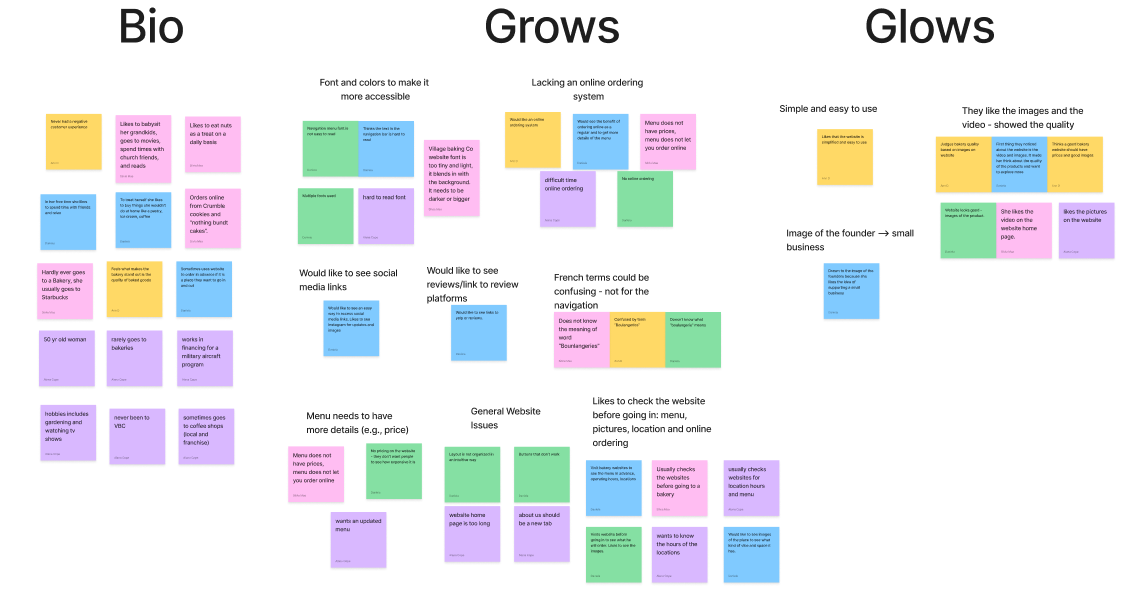 Bio
Grows
Glows
Never had a negative
customer experience
Likes to babysit
her grandkids,
goes to movies,
spend times with
church friends,
and reads
Likes to eat nuts
as a treat on a
daily basis
In her free time she likes
to spend time with friends
and relax
To treat herself she likes
to buy things she wouldn't
do at home like a pastry,
ice cream, coffee
Orders online
from Crumble
cookies and
"nothing bundt
cakes".
Hardly ever goes
to a Bakery, she
usually goes to
Starbucks
Feels what makes the
bakery stand out is the
quality of baked goods
Sometimes uses website
to order in advance if it is
a place they want to go in
and out
50 yr old woman
rarely goes to
bakeries
works in
financing for a
military aircraft
program
hobbies includes
gardening and
watching tv
shows
never been to
VBC
sometimes goes
to coffee shops
(local and
franchise)
Font and colors to make it
more accessible
Navigation menu font is
not easy to read
Thinks the text in the
navigation bar is hard to
read
Village baking Co
website font is
too tiny and light,
it blends in with
the background.
It needs to be
darker or bigger
Multiple fonts used
hard to read font
Lacking an online ordering
system
Would like an online
ordering system
Would see the benefit of
ordering online as a
regular and to get more
details of the menu
Menu does not
have prices,
menu does not let
you order online
difficult time
online ordering
No online ordering
Would like to see social
media links
Would like to see an easy
way to access social
media links. Likes to see
Instagram for updates and
images
Would like to see
reviews/link to review
platforms
Would like to see links to
yelp or reviews.
French terms could be
confusing - not for the
navigation
Does not know
the meaning of
word
"Bounlangeries"
Confused by term
"Boulangeries"
Doesn't know what
"boulangerie" means
Menu needs to have
more details (e.g., price)
Menu does not
have prices,
menu does not let
you order online
No pricing on the website
- they don't want people
to see how expensive it is
wants an updated
menu
General Website
Issues
Layout is not organized in
an intuitive way
Buttons that don't work
website home
page is too long
about us should
be a new tab
Likes to check the website
before going in: menu,
pictures, location and online
ordering
Visit bakery websites to
see the menu in advance,
operating hours, locations
Usually checks
the websites
before going to a
bakery
usually checks
websites for
location hours
and menu
Visits website before
going in to see what he
will order. Likes to see the
images.
wants to know
the hours of the
locations
Would like to see images
of the place to see what
kind of vibe and space it
has.
Simple and easy to use
Likes that the website is
simplified and easy to use
Image of the founder --> small
business
Drawn to the image of the
founders because she
likes the idea of
supporting a small
business
They like the images and the
video - showed the quality
Judges bakery quality
based on images on
website
First thing they noticed
about the website is the
video and images. It made
her think about the quality
of the products and want
to explore more
Thinks a good bakery
website should have
prices and good images
Website looks great -
images of the product
She likes the
video on the
website home
page.
likes the pictures
on the website